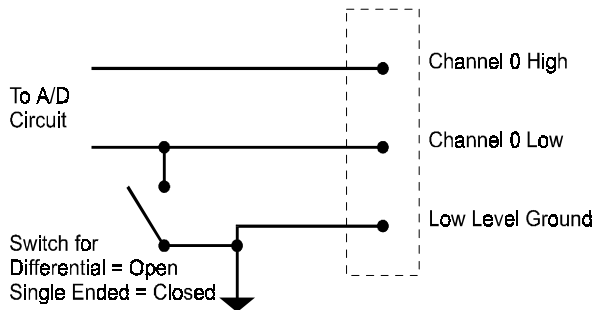 Channel 0 High
To A/D
Circuit
Channel 0 Low
Low Level Ground
Switch for
Differential = Open
Single Ended = Closed